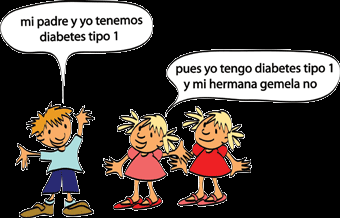 mi padre y yo tenemos
diabetes tipo 1
pues yo tengo diabetes tipo 1
y mi hermana gemela no